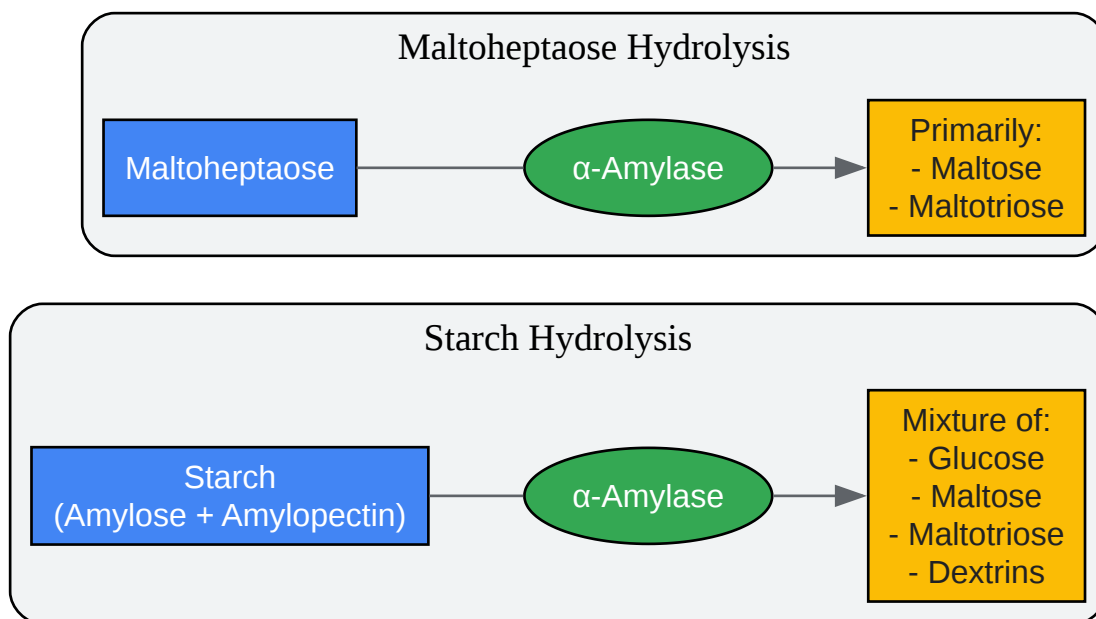 Maltoheptaose Hydrolysis
Maltoheptaose
α-Amylase
Primarily:
- Maltose
- Maltotriose
Starch Hydrolysis
Starch
(Amylose + Amylopectin)
α-Amylase
Mixture of:
- Glucose
- Maltose
- Maltotriose
- Dextrins